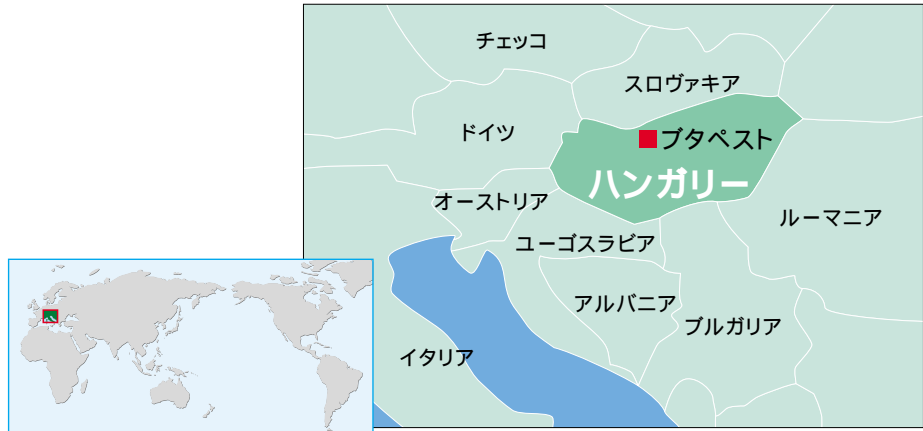 チェッコ
スロヴァキア
ドイツ
ブタペスト
ハンガリー
オーストリア
ルーマニア
ユーゴスラビア
アルバニア
ブルガリア
イタリア